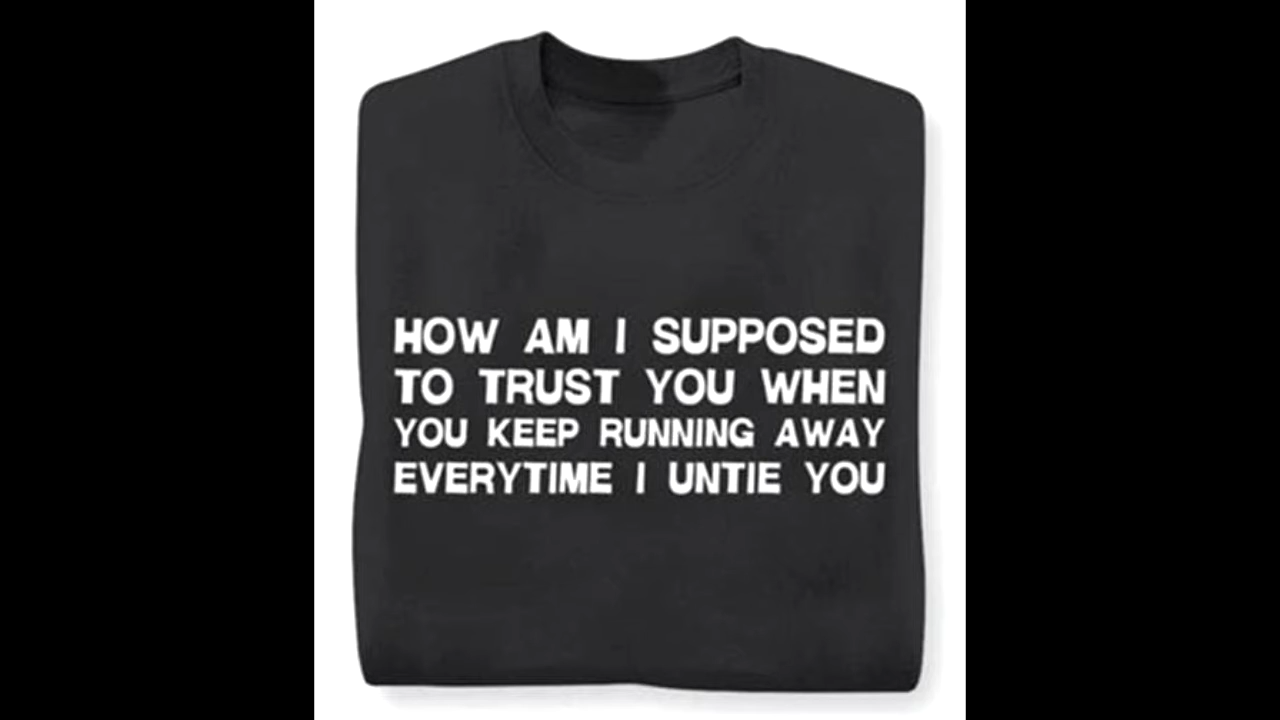 HOW AM I SUPPOSED
TO TRUST YOU WHEN
YOU KEEP RUNNING AWAY
EVERYTIME I UNTIE YOU